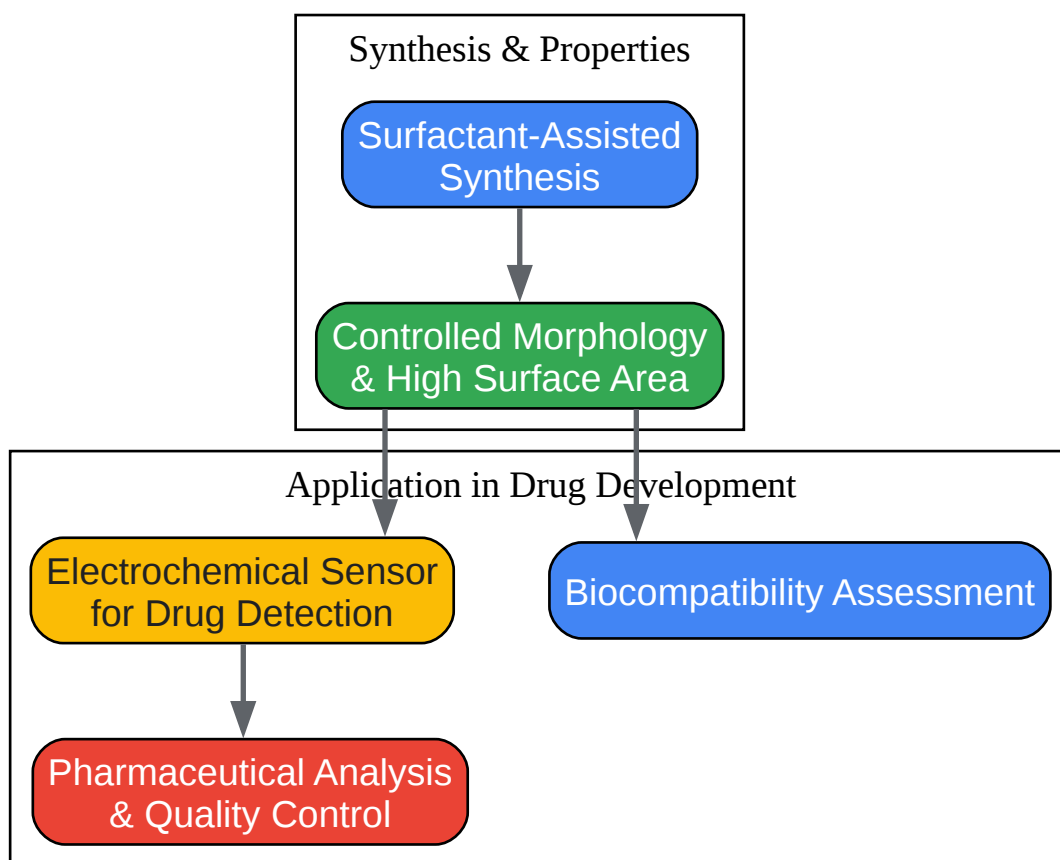 Synthesis & Properties
Surfactant-Assisted
Synthesis
Controlled Morphology
& High Surface Area
Application in Drug Development
Electrochemical Sensor
for Drug Detection
Biocompatibility Assessment
Pharmaceutical Analysis
& Quality Control